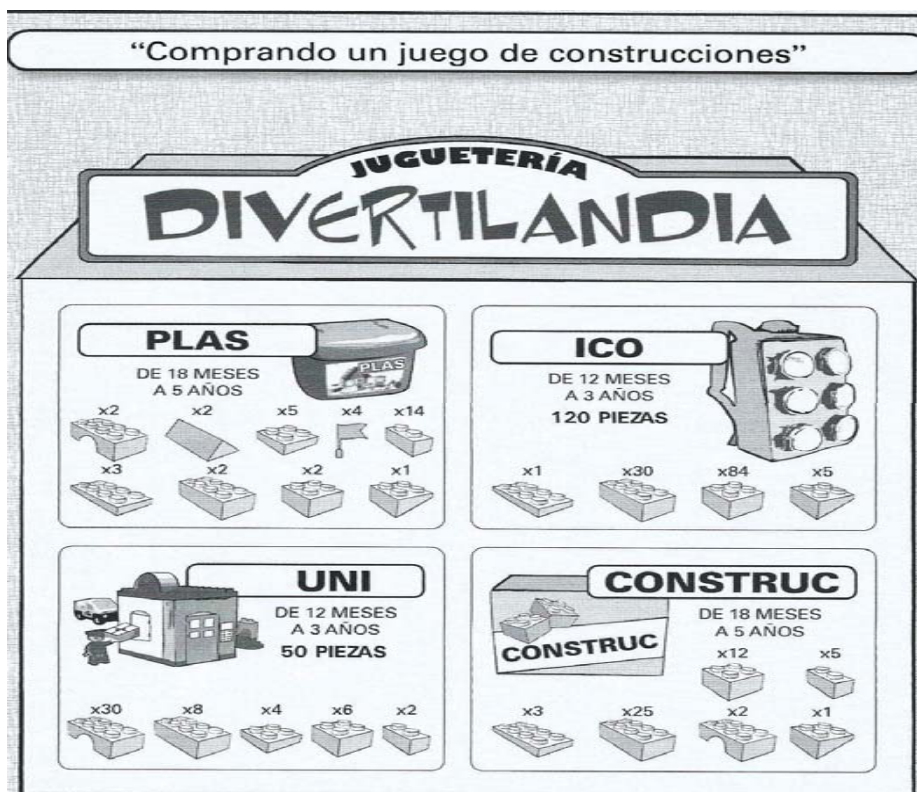 “Comprando un juego de construcciones”
JUGUETERÍA
DIVERTILANDIA
PLAS
DE 18 MESES
A 5 AÑOS
PLAS
x2 x2 x5 x4 x14
x3 x2 x2 x1
ICO
DE 12 MESES
A 3 AÑOS
120 PIEZAS
x1 x30 x84 x5
UNI
DE 12 MESES
A 3 AÑOS
50 PIEZAS
x30 x8 x4 x6 x2
CONSTRUC
DE 18 MESES
A 5 AÑOS
CONSTRUC
x12 x5
x3 x25 x2 x1